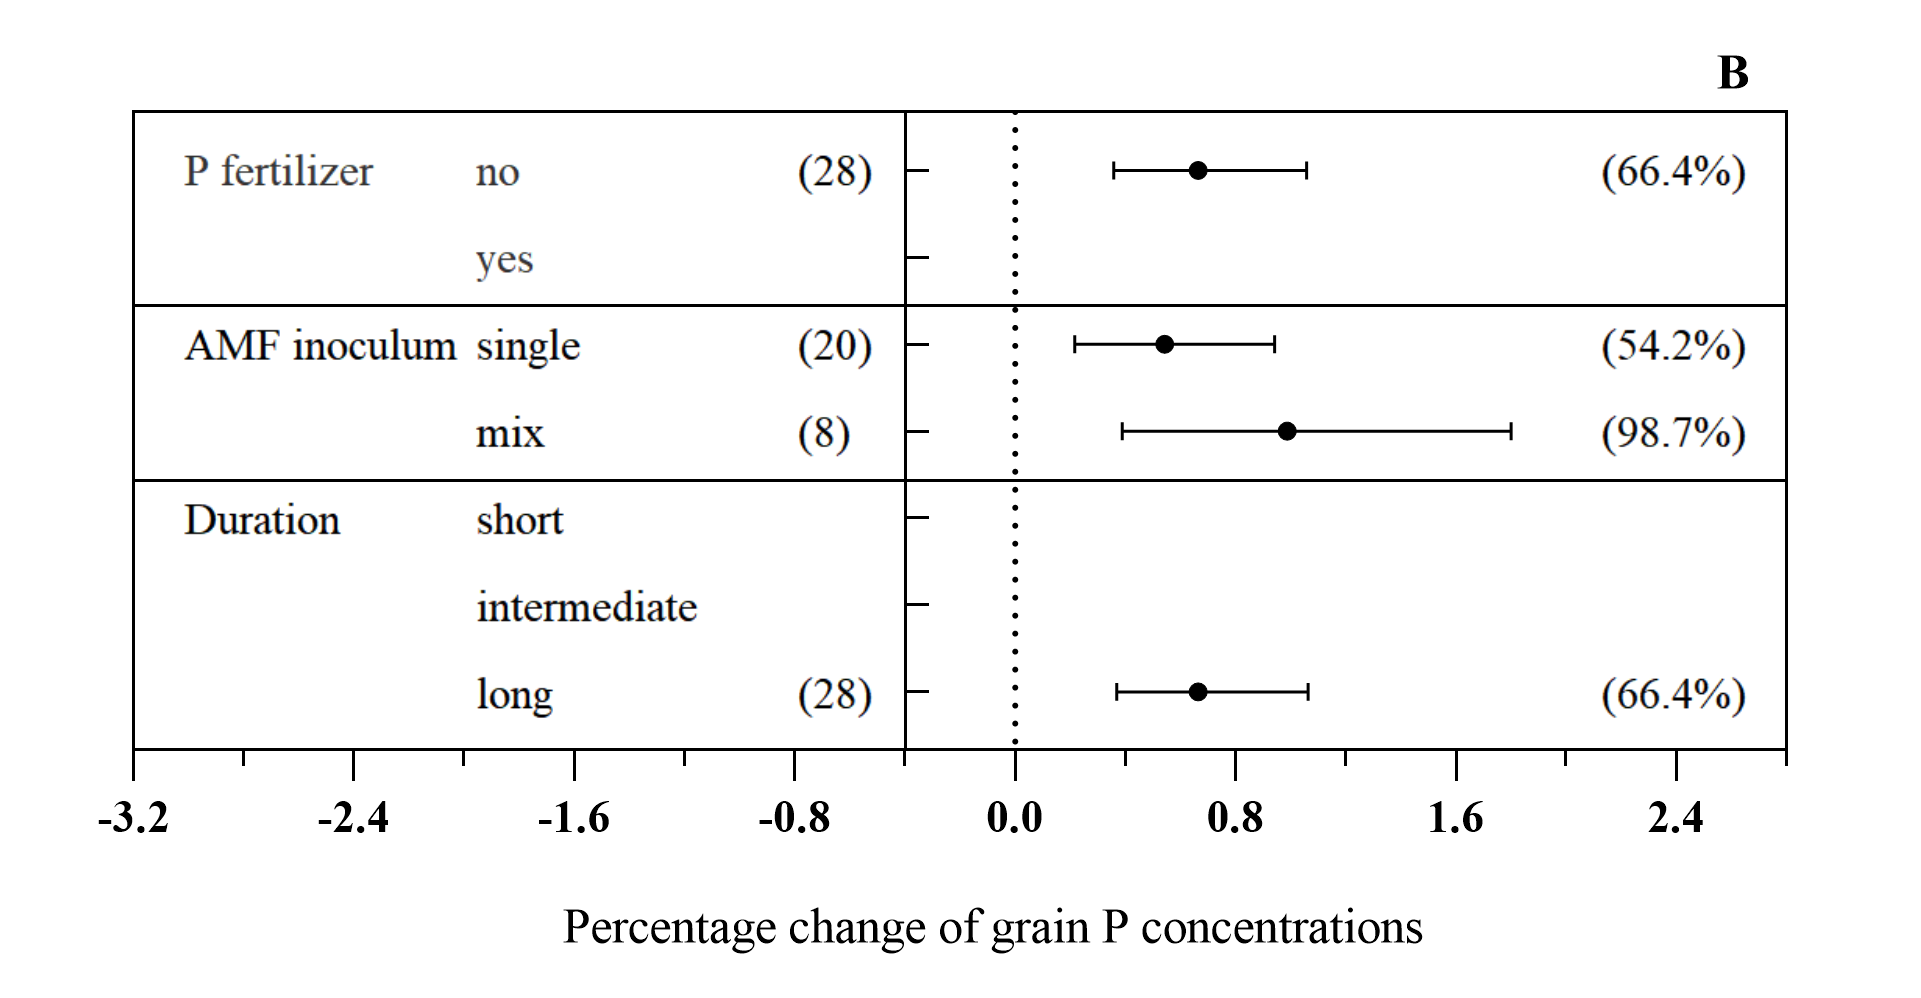 B
P fertilizer no (28) (66.4%)
yes
AMF inoculum single (20) (54.2%)
mix (8) (98.7%)
Duration short
intermediate
long (28) (66.4%)
-3.2 -2.4 -1.6 -0.8 0.0 0.8 1.6 2.4
Percentage change of grain P concentrations